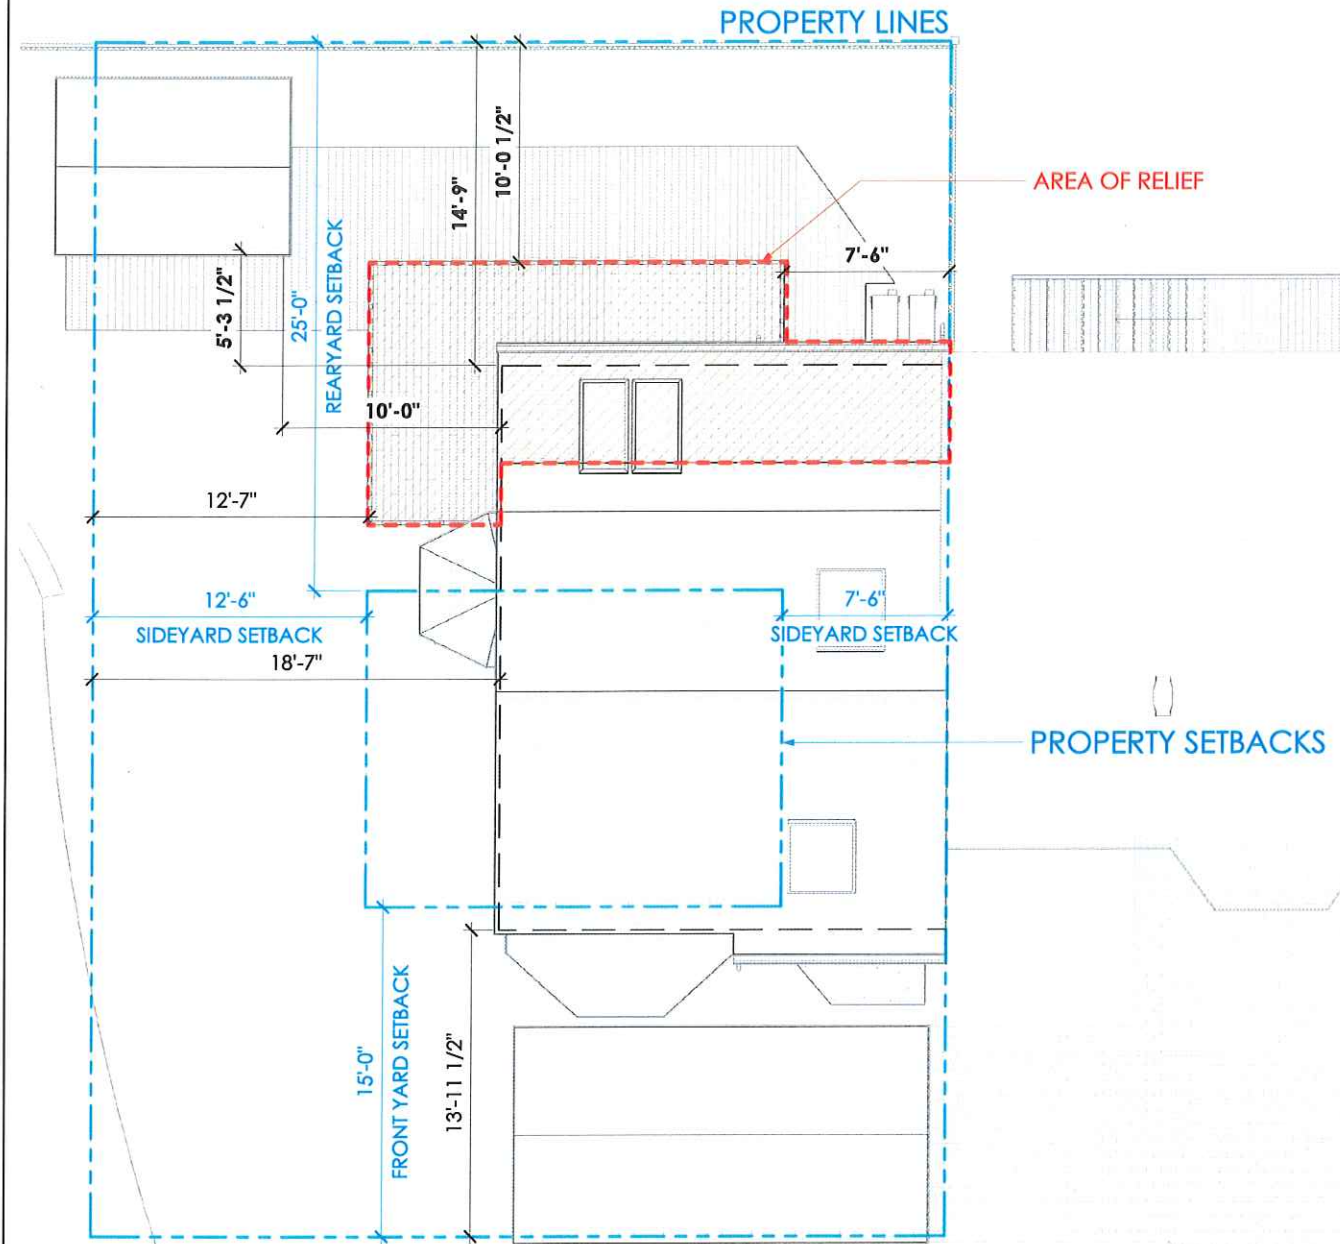 PROPERTY LINES
10'-0 1/2"
14'-9"
AREA OF RELIEF
7'-6"
5'-3 1/2"
25'-0"
REARYARD SETBACK
10'-0"
12'-7"
12'-6"
SIDEYARD SETBACK
7'-6"
SIDEYARD SETBACK
18'-7"
PROPERTY SETBACKS
15'-0"
FRONT YARD SETBACK
13'-11 1/2"